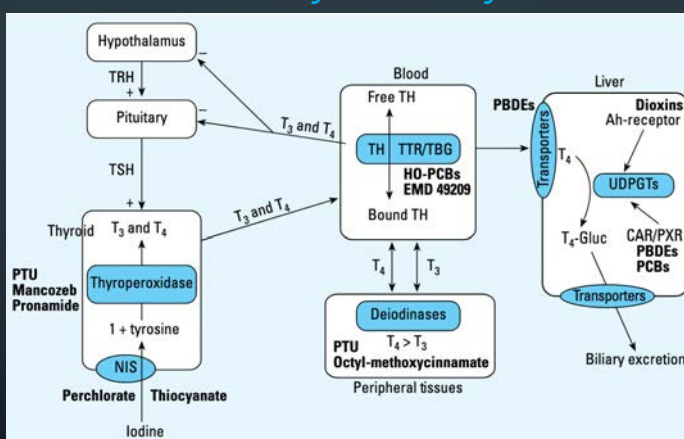 Hypothalamus
TRH
+
–
Pituitary
–
TSH
+
T3 and T4
T3 and T4
Thyroid
T3 and T4
PTU
Mancozeb
Pronamide
Thyroperoxidase
1 + tyrosine
NIS
Perchlorate
Thiocyanate
Iodine
Blood
Free TH
TH
TTR/TBG
HO-PCBs
EMD 49209
Bound TH
T4
T3
Deiodinases
T4 > T3
PTU
Octyl-methoxycinnamate
Peripheral tissues
Liver
PBDEs
Transporters
T4
Dioxins
Ah-receptor
UDPGTs
T4-Gluc
CAR/PXR
PBDEs
PCBs
Transporters
Biliary excretion